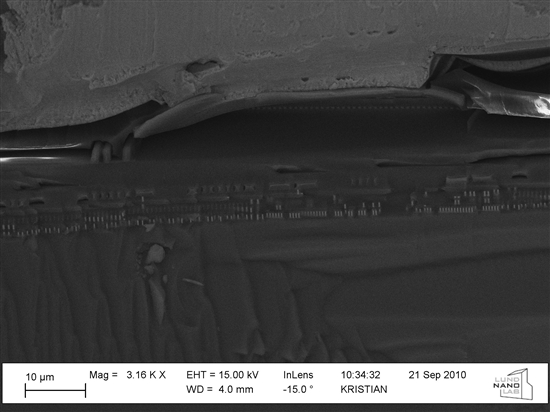 10 µm
Mag = 3.16 K X
EHT = 15.00 kV
WD = 4.0 mm
InLens
-15.0 °
10:34:32
KRISTIAN
21 Sep 2010
LUND
NANO
LAB